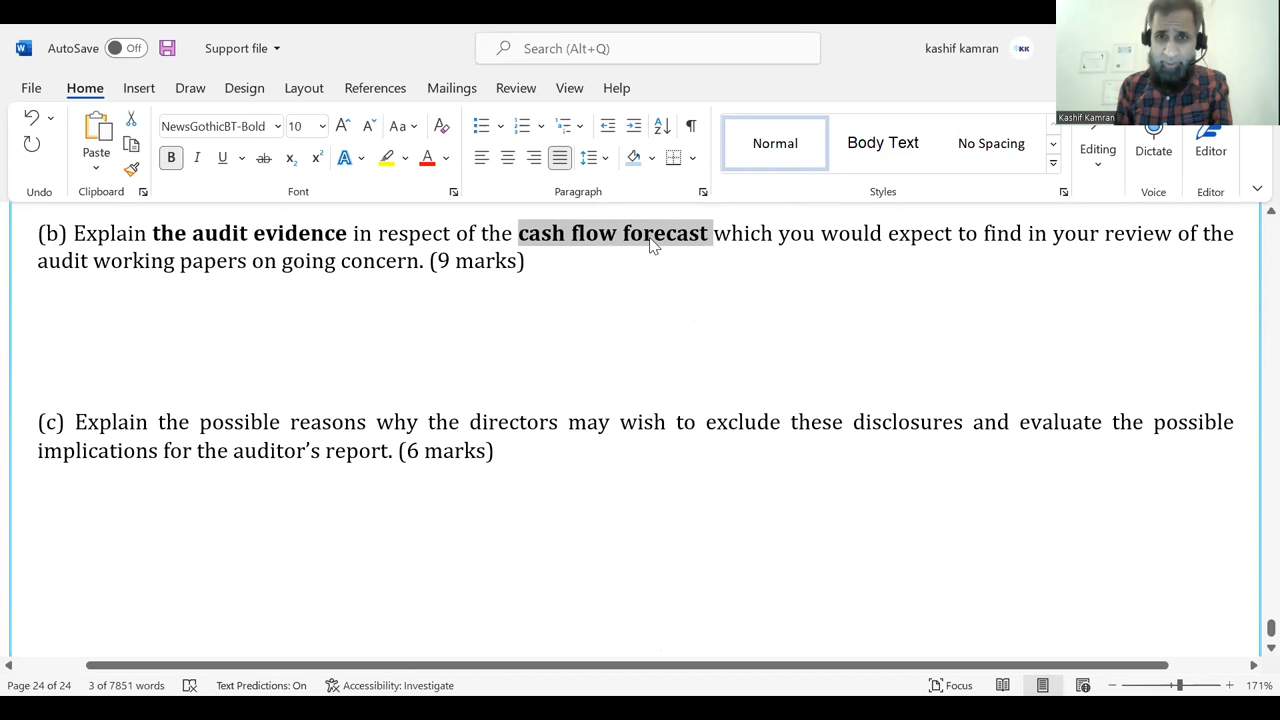 AutoSave Off Support file Search (Alt+Q) kashif kamran KK
Kashif Kamran
File Home Insert Draw Design Layout References Mailings Review View Help
NewsGothicBT-Bold 10 Aa
Paste B I U ab x₂ x² A A Normal Body Text No Spacing Editing Dictate Editor
Undo Clipboard Font Paragraph Styles Voice Editor
(b) Explain the audit evidence in respect of the cash flow forecast which you would expect to find in your review of the
audit working papers on going concern. (9 marks)
(c) Explain the possible reasons why the directors may wish to exclude these disclosures and evaluate the possible
implications for the auditor’s report. (6 marks)
Page 24 of 24 3 of 7851 words Text Predictions: On Accessibility: Investigate Focus 171%